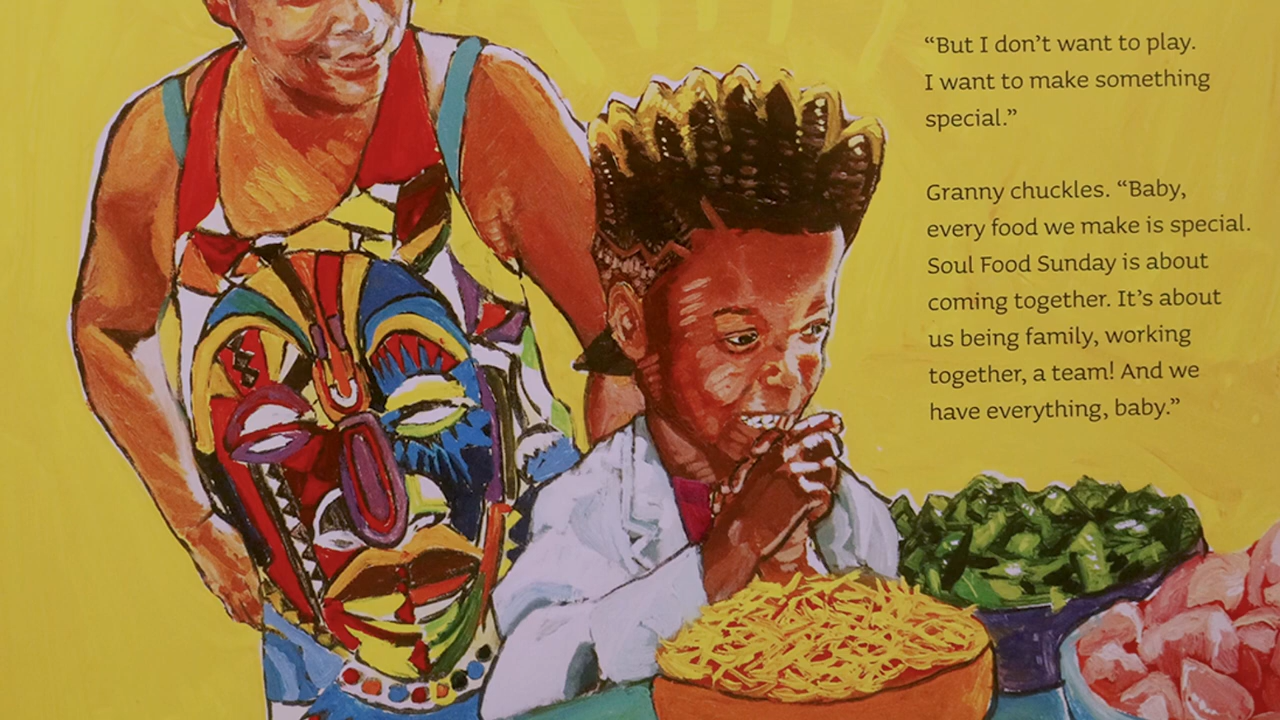 “But I don’t want to play.
I want to make something
special.”
Granny chuckles. “Baby,
every food we make is special.
Soul Food Sunday is about
coming together. It’s about
us being family, working
together, a team! And we
have everything, baby.”